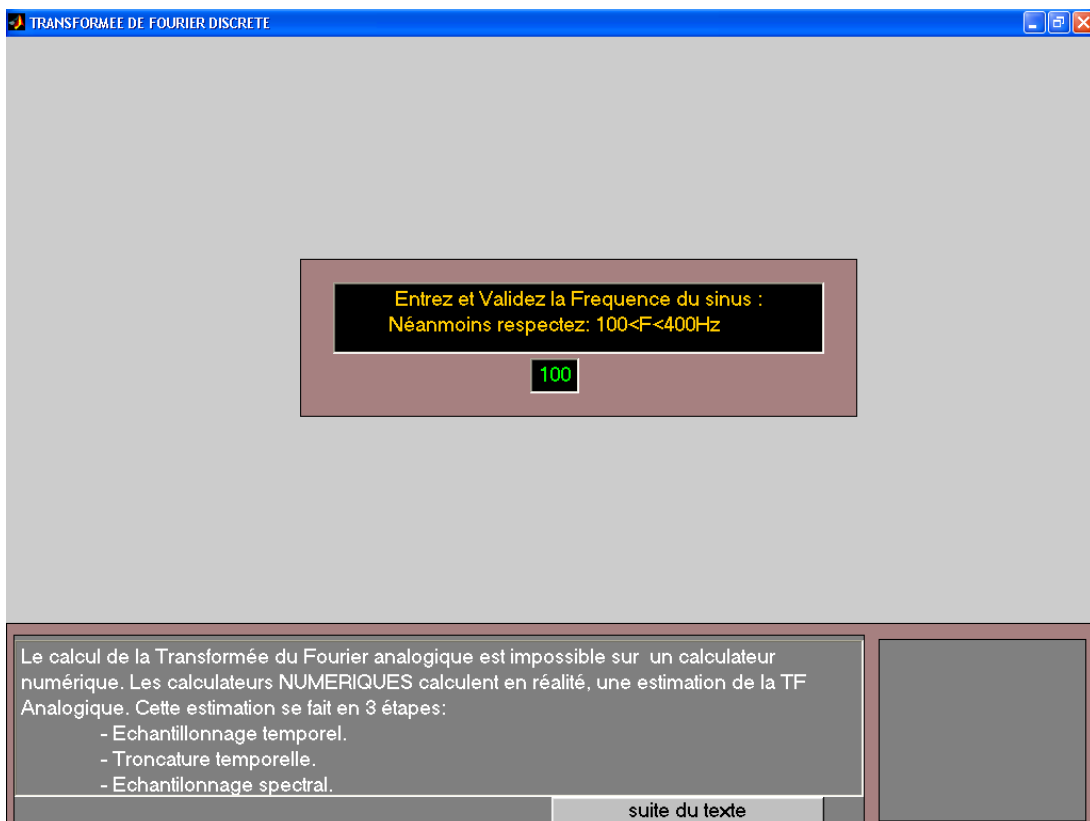 TRANSFORMEE DE FOURIER DISCRETE
Entrez et Validez la Frequence du sinus :
Néanmoins respectez: 100<F<400Hz
100
Le calcul de la Transformée du Fourier analogique est impossible sur un calculateur
numérique. Les calculateurs NUMERIQUES calculent en réalité, une estimation de la TF
Analogique. Cette estimation se fait en 3 étapes:
- Echantillonnage temporel.
- Troncature temporelle.
- Echantilonnage spectral.
suite du texte